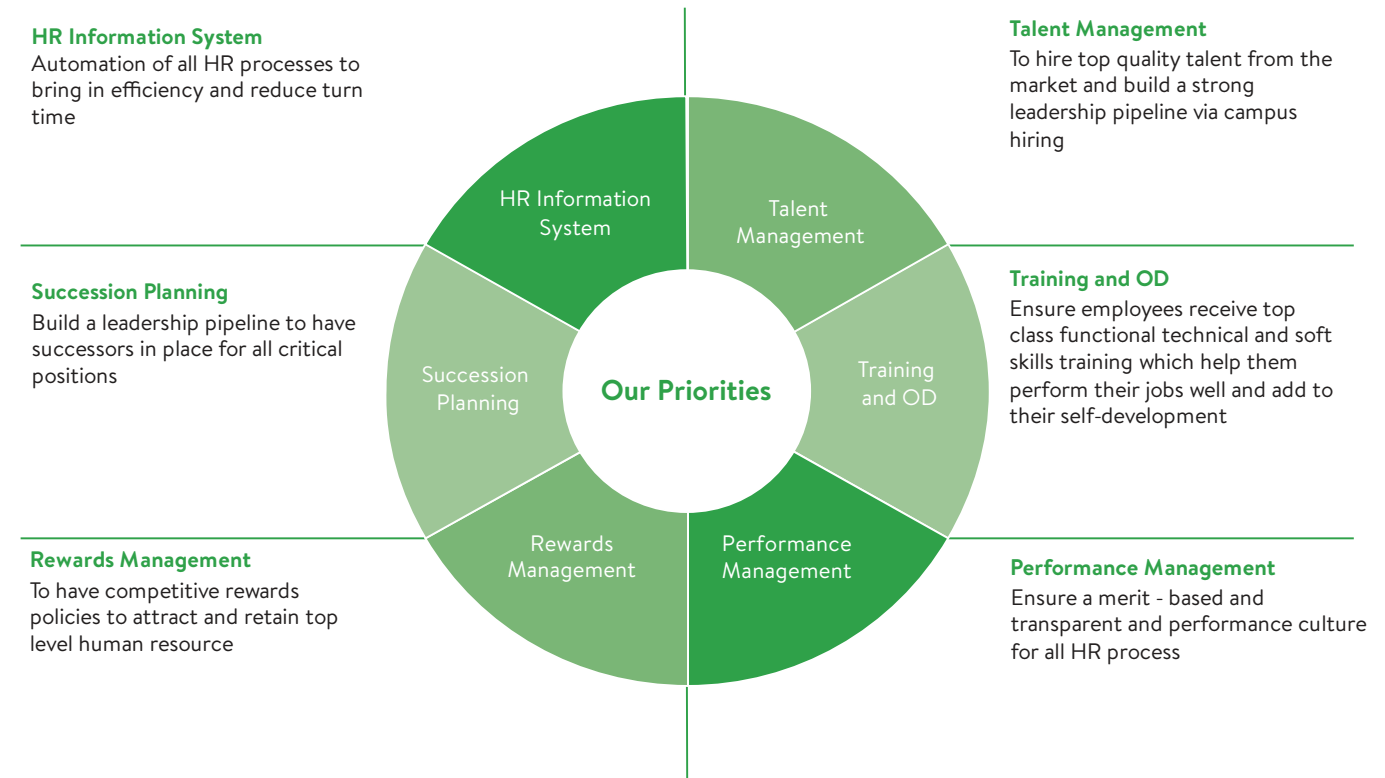 HR Information System
Automation of all HR processes to
bring in efficiency and reduce turn
time
Talent Management
To hire top quality talent from the
market and build a strong
leadership pipeline via campus
hiring
HR Information
System
Talent
Management
Succession Planning
Build a leadership pipeline to have
successors in place for all critical
positions
Training and OD
Ensure employees receive top
class functional technical and soft
skills training which help them
perform their jobs well and add to
their self-development
Succession
Planning
Our Priorities
Training
and OD
Rewards
Management
Performance
Management
Rewards Management
To have competitive rewards
policies to attract and retain top
level human resource
Performance Management
Ensure a merit - based and
transparent and performance culture
for all HR process